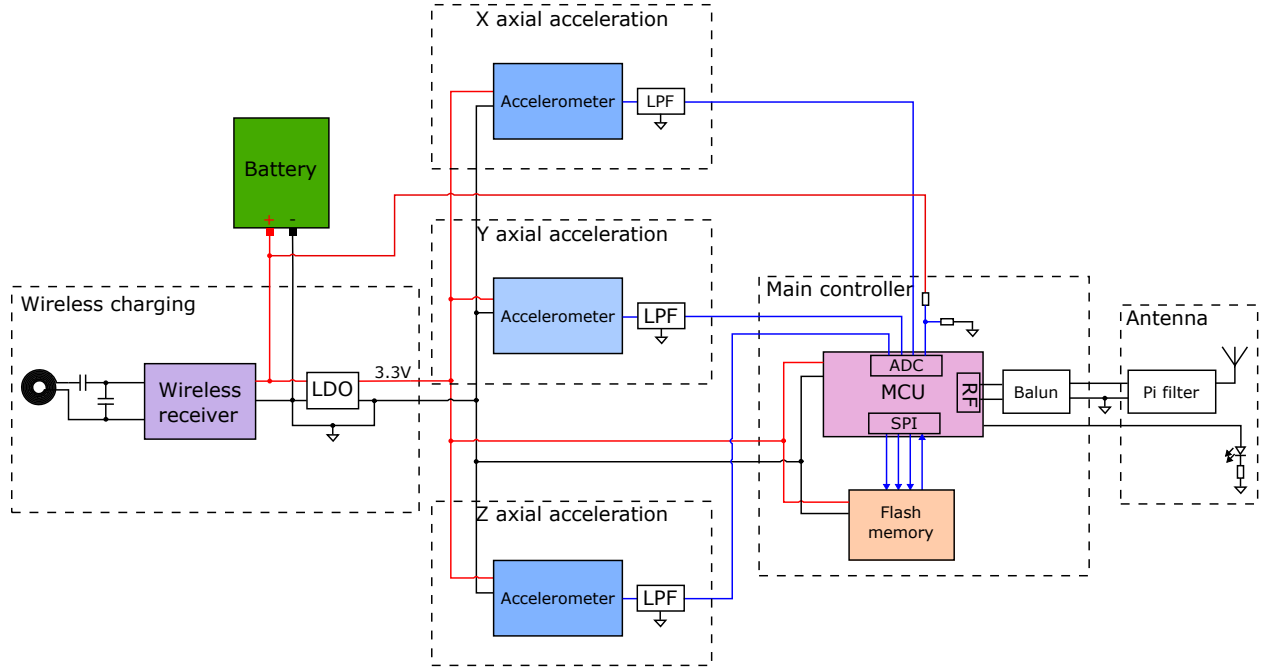 X axial acceleration
Accelerometer
LPF
Battery
+ -
Y axial acceleration
Accelerometer
LPF
Wireless charging
Wireless
receiver
LDO
3.3V
Main controller
ADC
MCU
RF
SPI
Balun
Flash
memory
Antenna
Pi filter
Z axial acceleration
Accelerometer
LPF